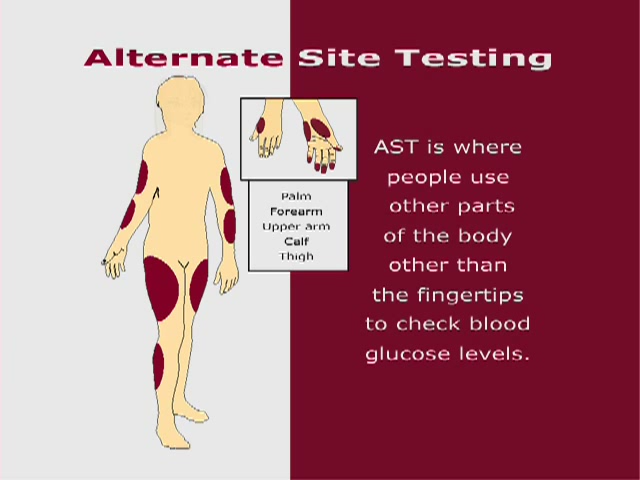 Alternate Site Testing
Palm
Forearm
Upper arm
Calf
Thigh
AST is where
people use
other parts
of the body
other than
the fingertips
to check blood
glucose levels.